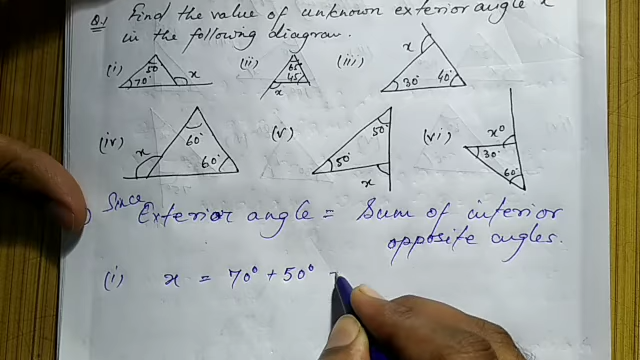 Q.1 Find the value of unknown exterior angle x
in the following diagram.
(i) 50° 70° x (ii) 65° 45° x (iii) x 30° 40°
(iv) x 60° 60° (v) 50° 50° x (vi) x° 30° 60°
Since Exterior angle = Sum of interior
opposite angles.
(i) x = 70° + 50°